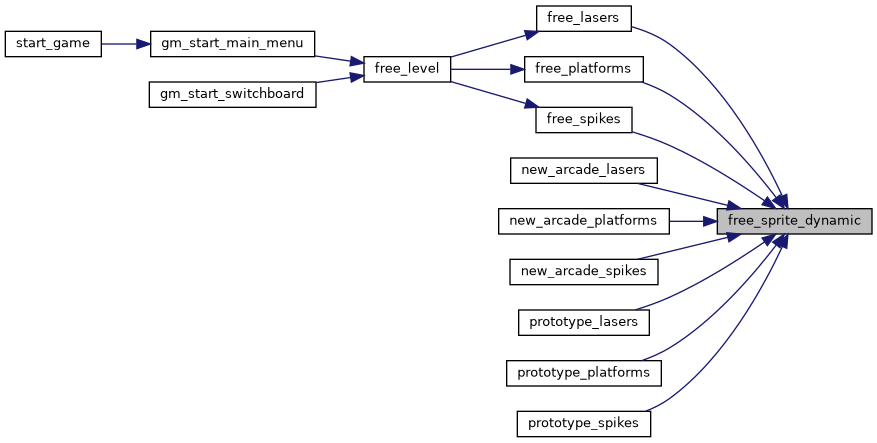 start_game
gm_start_main_menu
gm_start_switchboard
free_level
free_lasers
free_platforms
free_spikes
new_arcade_lasers
new_arcade_platforms
new_arcade_spikes
prototype_lasers
prototype_platforms
prototype_spikes
free_sprite_dynamic